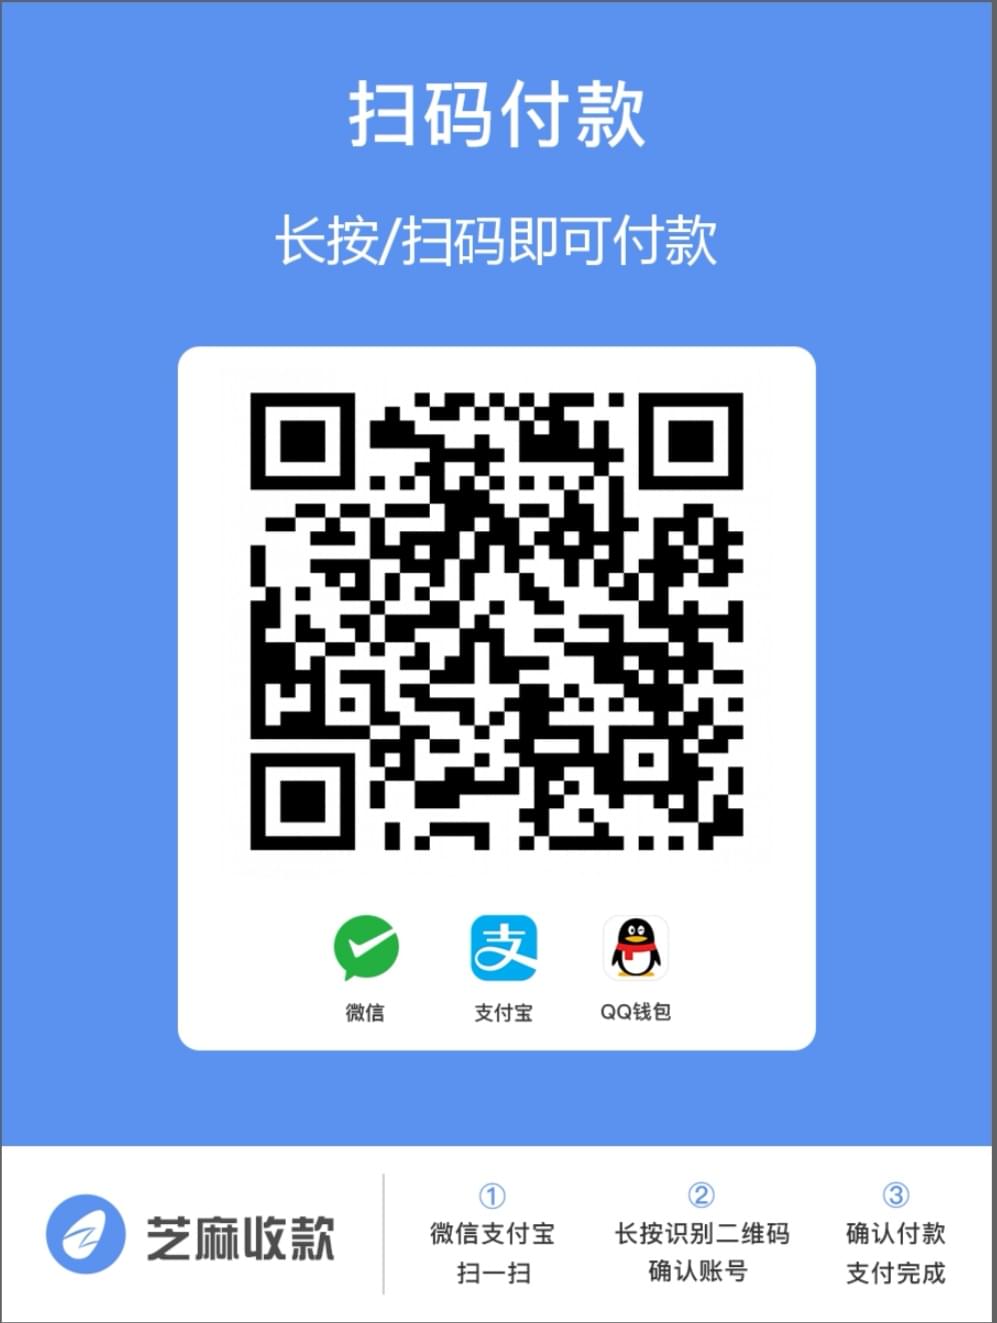 扫码付款
长按/扫码即可付款
支
微信
支付宝
QQ钱包
芝麻收款
①
微信支付宝
扫一扫
②
长按识别二维码
确认账号
③
确认付款
支付完成